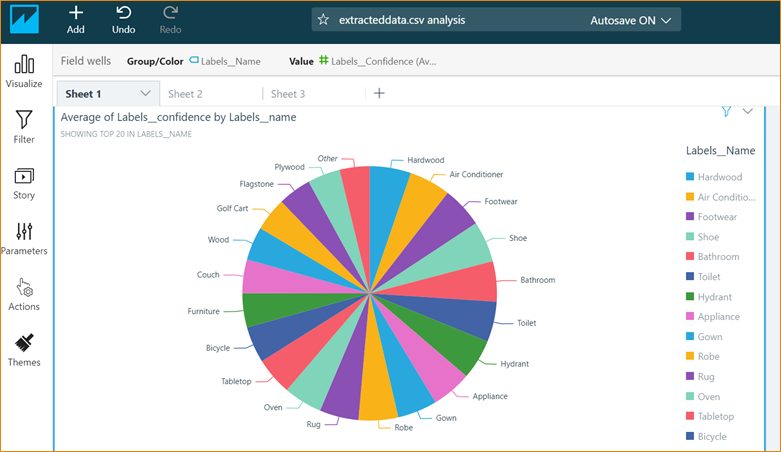 Add
Undo
Redo
extracteddata.csv analysis
Autosave ON
Visualize
Filter
Story
Parameters
Actions
Themes
Field wells
Group/Color
Labels__Name
Value
Labels__Confidence (Av...
Sheet 1
Sheet 2
Sheet 3
Average of Labels__confidence by Labels__name
SHOWING TOP 20 IN LABELS__NAME
Other
Hardwood
Air Conditioner
Footwear
Shoe
Bathroom
Toilet
Hydrant
Appliance
Gown
Robe
Rug
Oven
Tabletop
Bicycle
Furniture
Couch
Wood
Golf Cart
Flagstone
Plywood
Labels__Name
Hardwood
Air Conditio...
Footwear
Shoe
Bathroom
Toilet
Hydrant
Appliance
Gown
Robe
Rug
Oven
Tabletop
Bicycle